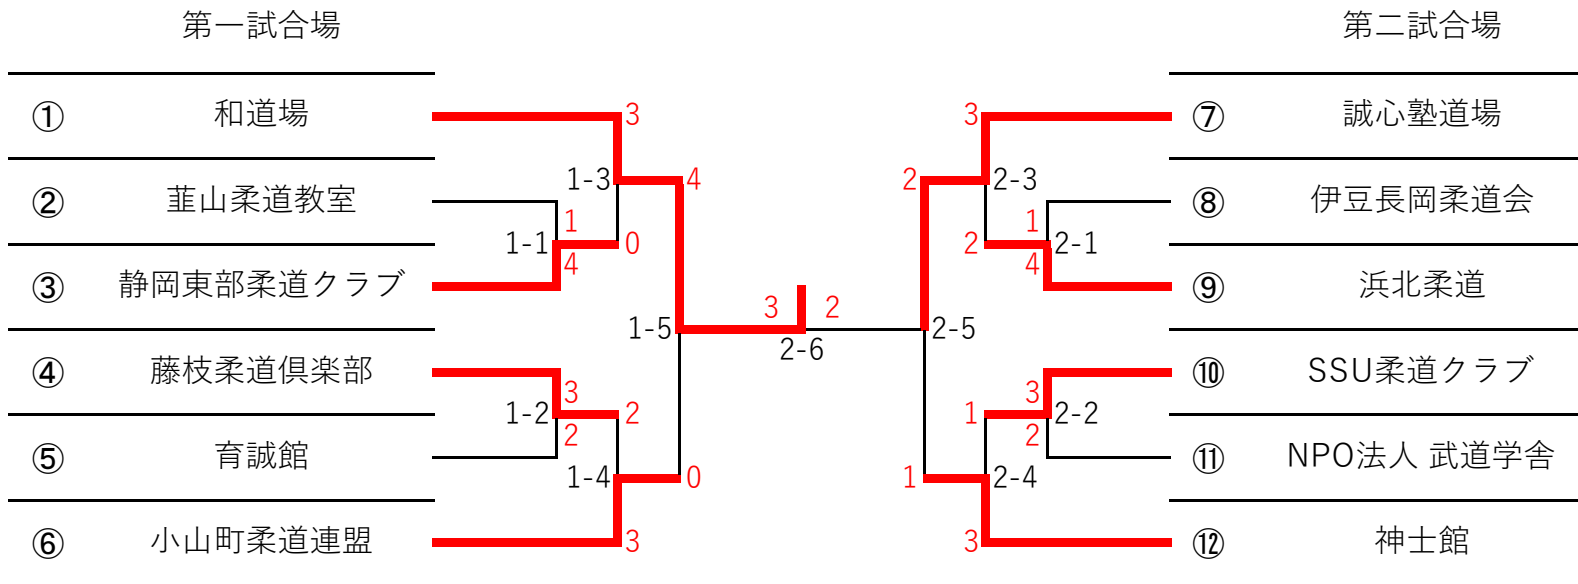 第一試合場
第二試合場
① 和道場
3
3
⑦ 誠心塾道場
1-3
4
2
2-3
② 韮山柔道教室
1
1
⑧ 伊豆長岡柔道会
1-1
0
2
2-1
4
4
③ 静岡東部柔道クラブ
⑨ 浜北柔道
3
2
1-5
2-5
2-6
④ 藤枝柔道倶楽部
3
3
⑩ SSU柔道クラブ
1-2
2
1
2-2
2
2
⑤ 育誠館
⑪ NPO法人 武道学舎
1-4
0
1
2-4
⑥ 小山町柔道連盟
3
3
⑫ 神士館